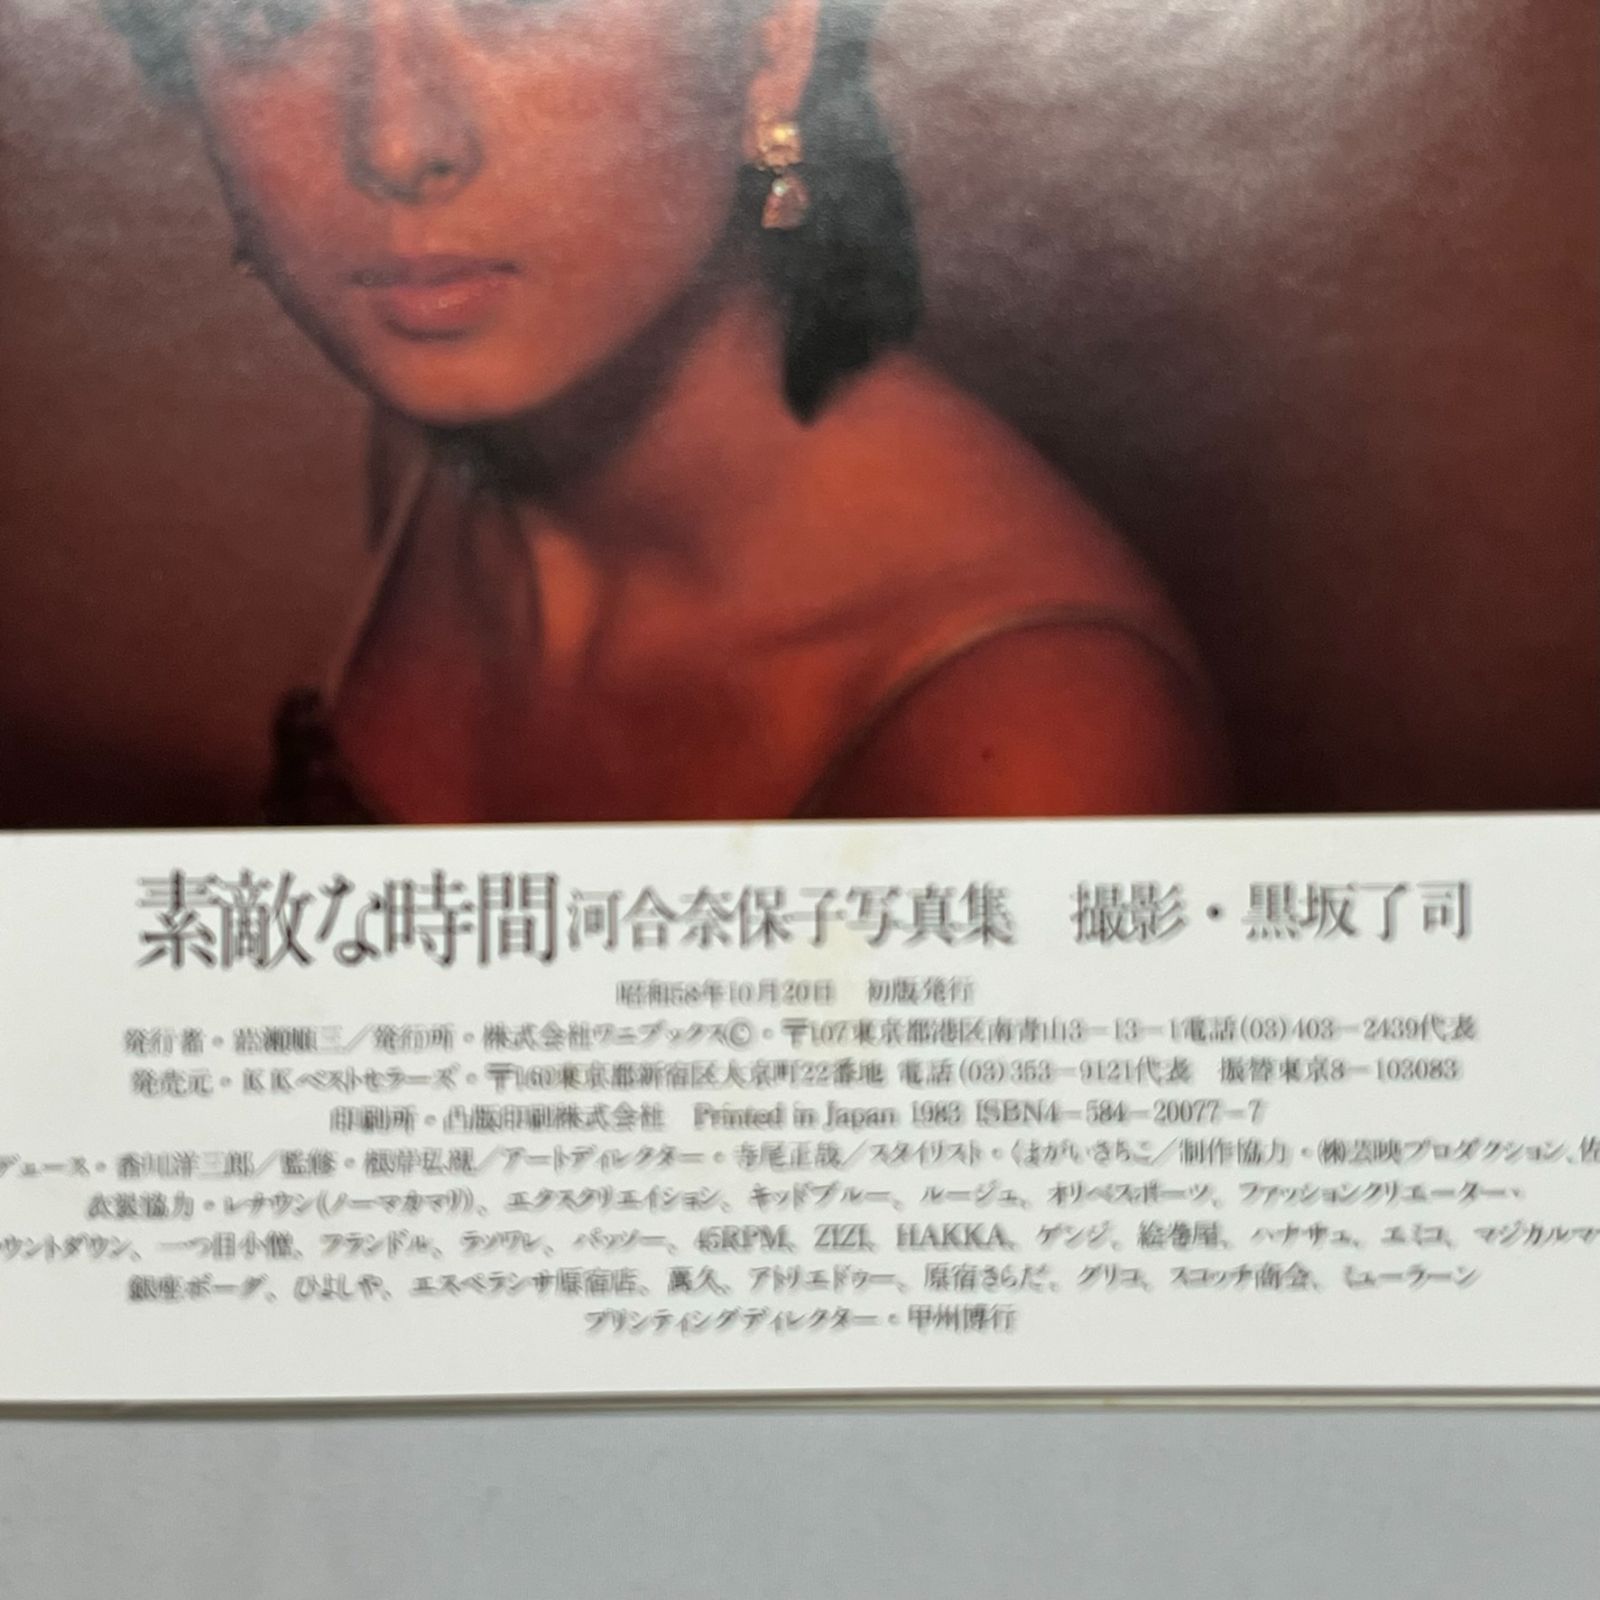 素敵な時間 河合奈保子写真集　撮影・黒坂了司
昭和58年10月20日　初版発行
発行者・岩瀬順三／発行所・株式会社ワニブックス©・〒107東京都港区南青山3-13-1電話(03)403-2439代表
発売元・KKベストセラーズ・〒160東京都新宿区大京町22番地 電話(03)353-9121代表　振替東京8-103083
印刷所・凸版印刷株式会社　Printed in Japan 1983 ISBN4-584-20077-7
デュース・香川洋三郎／監修・根岸弘／アートディレクター・寺尾正哉／スタイリスト・くまがいさちこ／制作協力・㈱芸映プロダクション、佐
衣裳協力・レナウン(ノーマカマリ)、エクスクリエイション、キッドブルー、ルージュ、オリベスポーツ、ファッションクリエーター・
ウントダウン、一つ目小僧、フランドル、ラソワレ、パッソー、45RPM、ZIZI、HAKKA、ゲンジ、絵巻屋、ハナサュ、エミコ、マジカルマ
銀座ボーグ、ひよしや、エスペランサ原宿店、萬久、アトリエドゥー、原宿さらだ、グリコ、スコッチ商会、ミューラーン
プリンティングディレクター・甲州博行